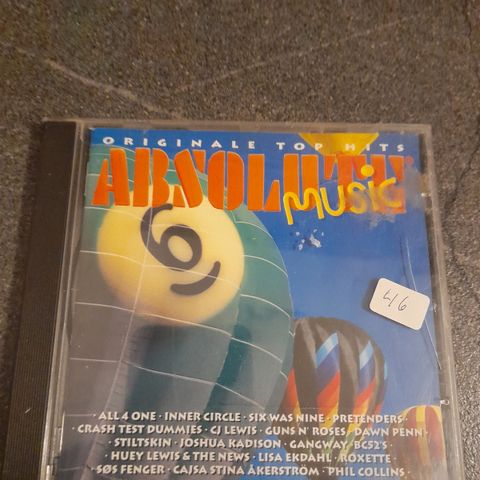 ORIGINALE TOP HITS
ABSOLUTE
MUSIC
6
46
· ALL 4 ONE · INNER CIRCLE · SIX WAS NINE · PRETENDERS ·
· CRASH TEST DUMMIES · CJ LEWIS · GUNS N' ROSES · DAWN PENN ·
· STILTSKIN · JOSHUA KADISON · GANGWAY · BC52'S ·
· HUEY LEWIS & THE NEWS · LISA EKDAHL · ROXETTE ·
· SØS FENGER · CAJSA STINA ÅKERSTRÖM · PHIL COLLINS ·